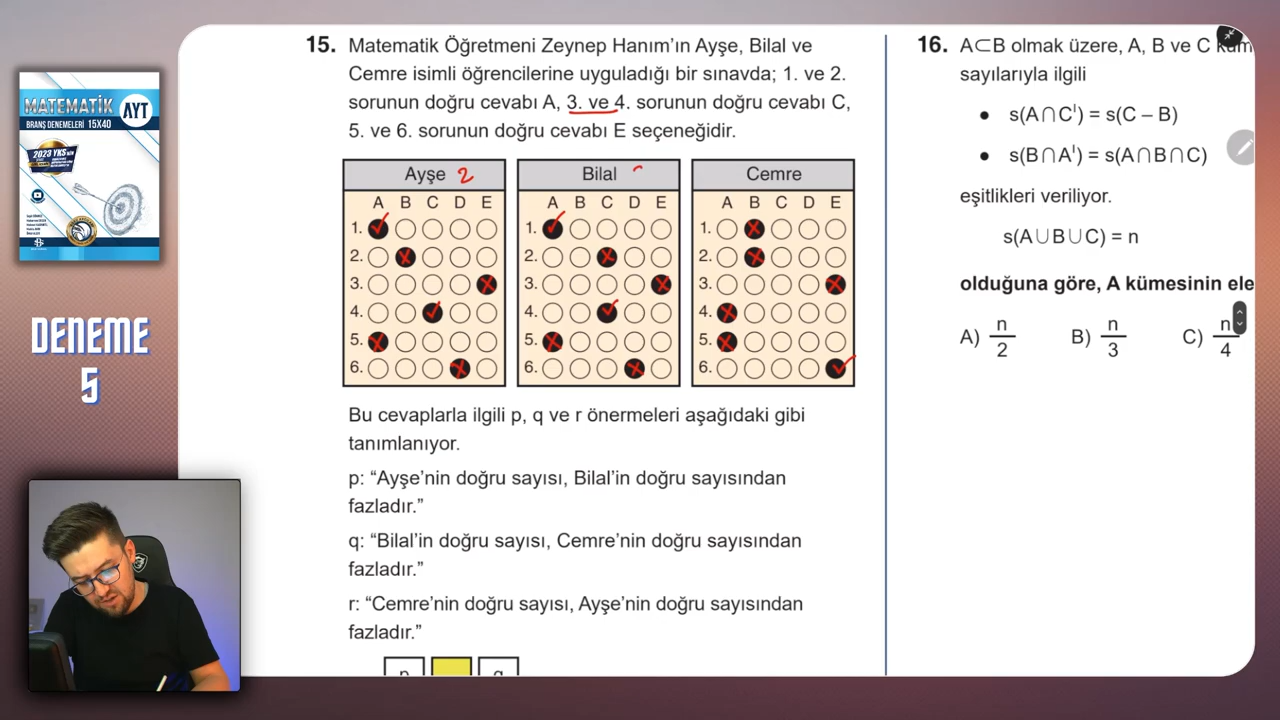 MATEMATİK
AYT
BRANŞ DENEMELERİ 15X40
2023 YKS'NİN
DENEME
5
15. Matematik Öğretmeni Zeynep Hanım’ın Ayşe, Bilal ve
Cemre isimli öğrencilerine uyguladığı bir sınavda; 1. ve 2.
sorunun doğru cevabı A, 3. ve 4. sorunun doğru cevabı C,
5. ve 6. sorunun doğru cevabı E seçeneğidir.
Ayşe 2
A B C D E
1.
2.
3.
4.
5.
6.
Bilal
A B C D E
1.
2.
3.
4.
5.
6.
Cemre
A B C D E
1.
2.
3.
4.
5.
6.
Bu cevaplarla ilgili p, q ve r önermeleri aşağıdaki gibi
tanımlanıyor.
p: “Ayşe’nin doğru sayısı, Bilal’in doğru sayısından
fazladır.”
q: “Bilal’in doğru sayısı, Cemre’nin doğru sayısından
fazladır.”
r: “Cemre’nin doğru sayısı, Ayşe’nin doğru sayısından
fazladır.”
16. A⊂B olmak üzere, A, B ve C
sayılarıyla ilgili
• s(A∩C') = s(C – B)
• s(B∩A') = s(A∩B∩C)
eşitlikleri veriliyor.
s(A∪B∪C) = n
olduğuna göre, A kümesinin ele
A) n/2 B) n/3 C) n/4